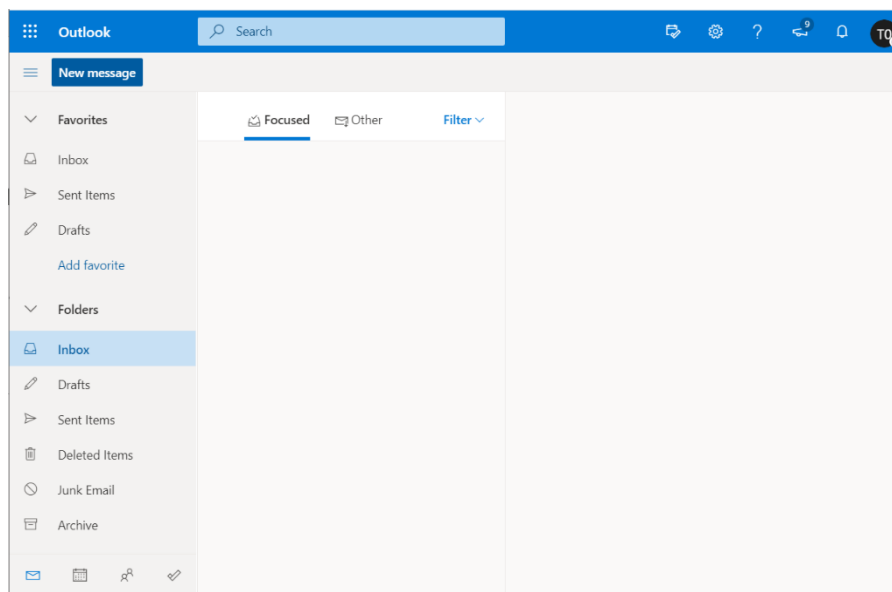 Outlook
Search
9
TQ
New message
Favorites
Inbox
Sent Items
Drafts
Add favorite
Folders
Inbox
Drafts
Sent Items
Deleted Items
Junk Email
Archive
Focused
Other
Filter